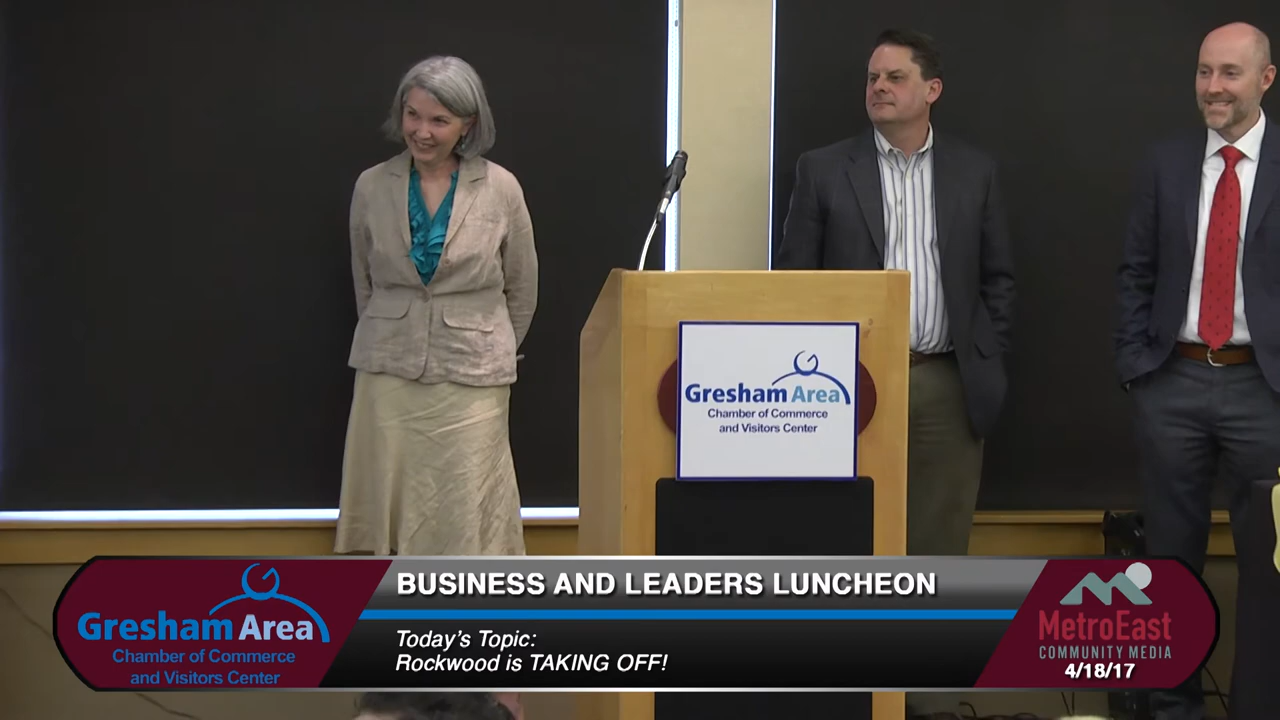 Gresham Area
Chamber of Commerce
and Visitors Center
Gresham Area
Chamber of Commerce
and Visitors Center
BUSINESS AND LEADERS LUNCHEON
Today's Topic:
Rockwood is TAKING OFF!
MetroEast
COMMUNITY MEDIA
4/18/17